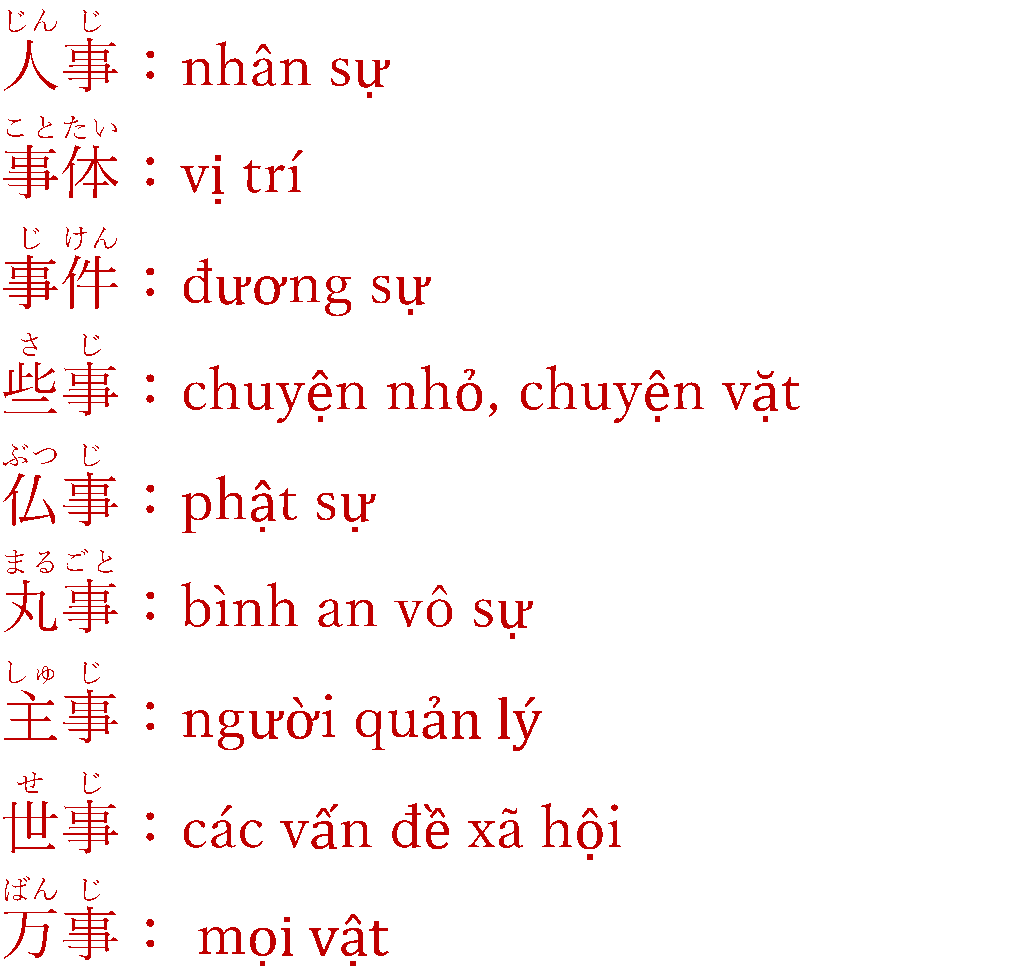 じんじ
人事：nhân sự
ことたい
事体：vị trí
じけん
事件：đương sự
さじ
些事：chuyện nhỏ, chuyện vặt
ぶつじ
仏事：phật sự
まるごと
丸事：bình an vô sự
しゅじ
主事：người quản lý
せじ
世事：các vấn đề xã hội
ばんじ
万事： mọi vật